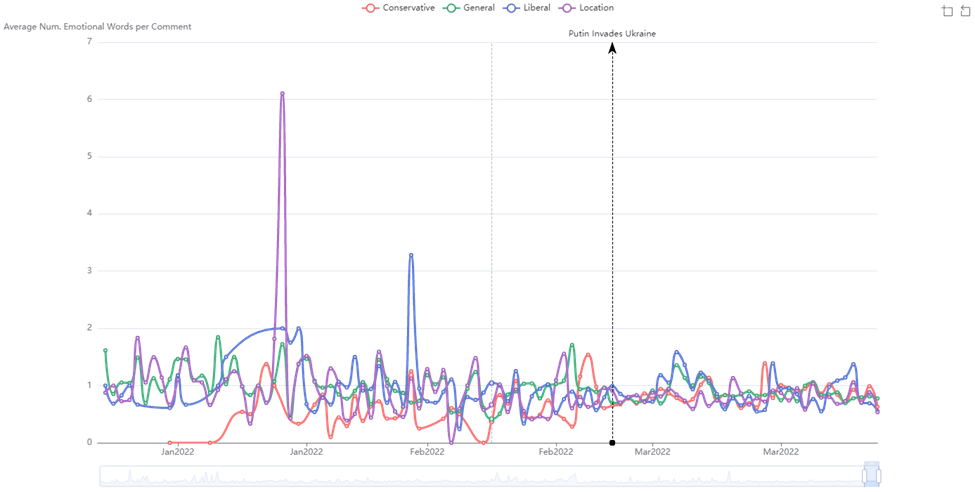 Conservative General Liberal Location
Average Num. Emotional Words per Comment
Putin Invades Ukraine
7
6
5
4
3
2
1
0
Jan2022 Jan2022 Feb2022 Feb2022 Mar2022 Mar2022